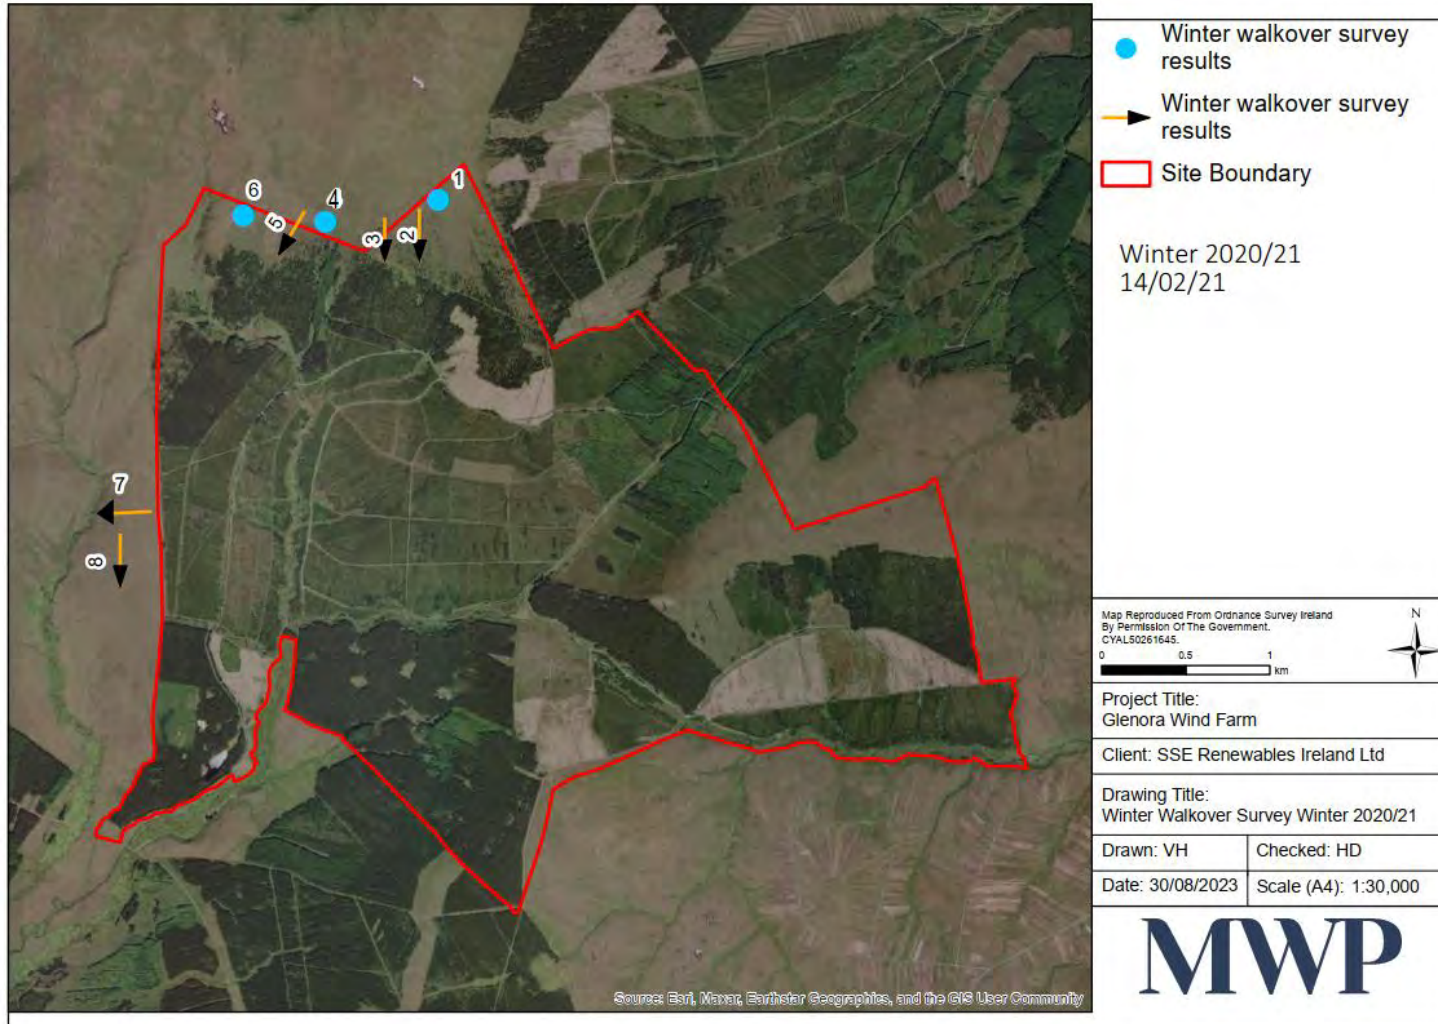 6
4
1
5
3
2
7
8
Source: Esri, Maxar, Earthstar Geographics, and the GIS User Community
Winter walkover survey
results
Winter walkover survey
results
Site Boundary
Winter 2020/21
14/02/21
Map Reproduced From Ordnance Survey Ireland
By Permission Of The Government.
CYAL50261645.
N
0 0.5 1
km
Project Title:
Glenora Wind Farm
Client: SSE Renewables Ireland Ltd
Drawing Title:
Winter Walkover Survey Winter 2020/21
Drawn: VH Checked: HD
Date: 30/08/2023 Scale (A4): 1:30,000
MWP